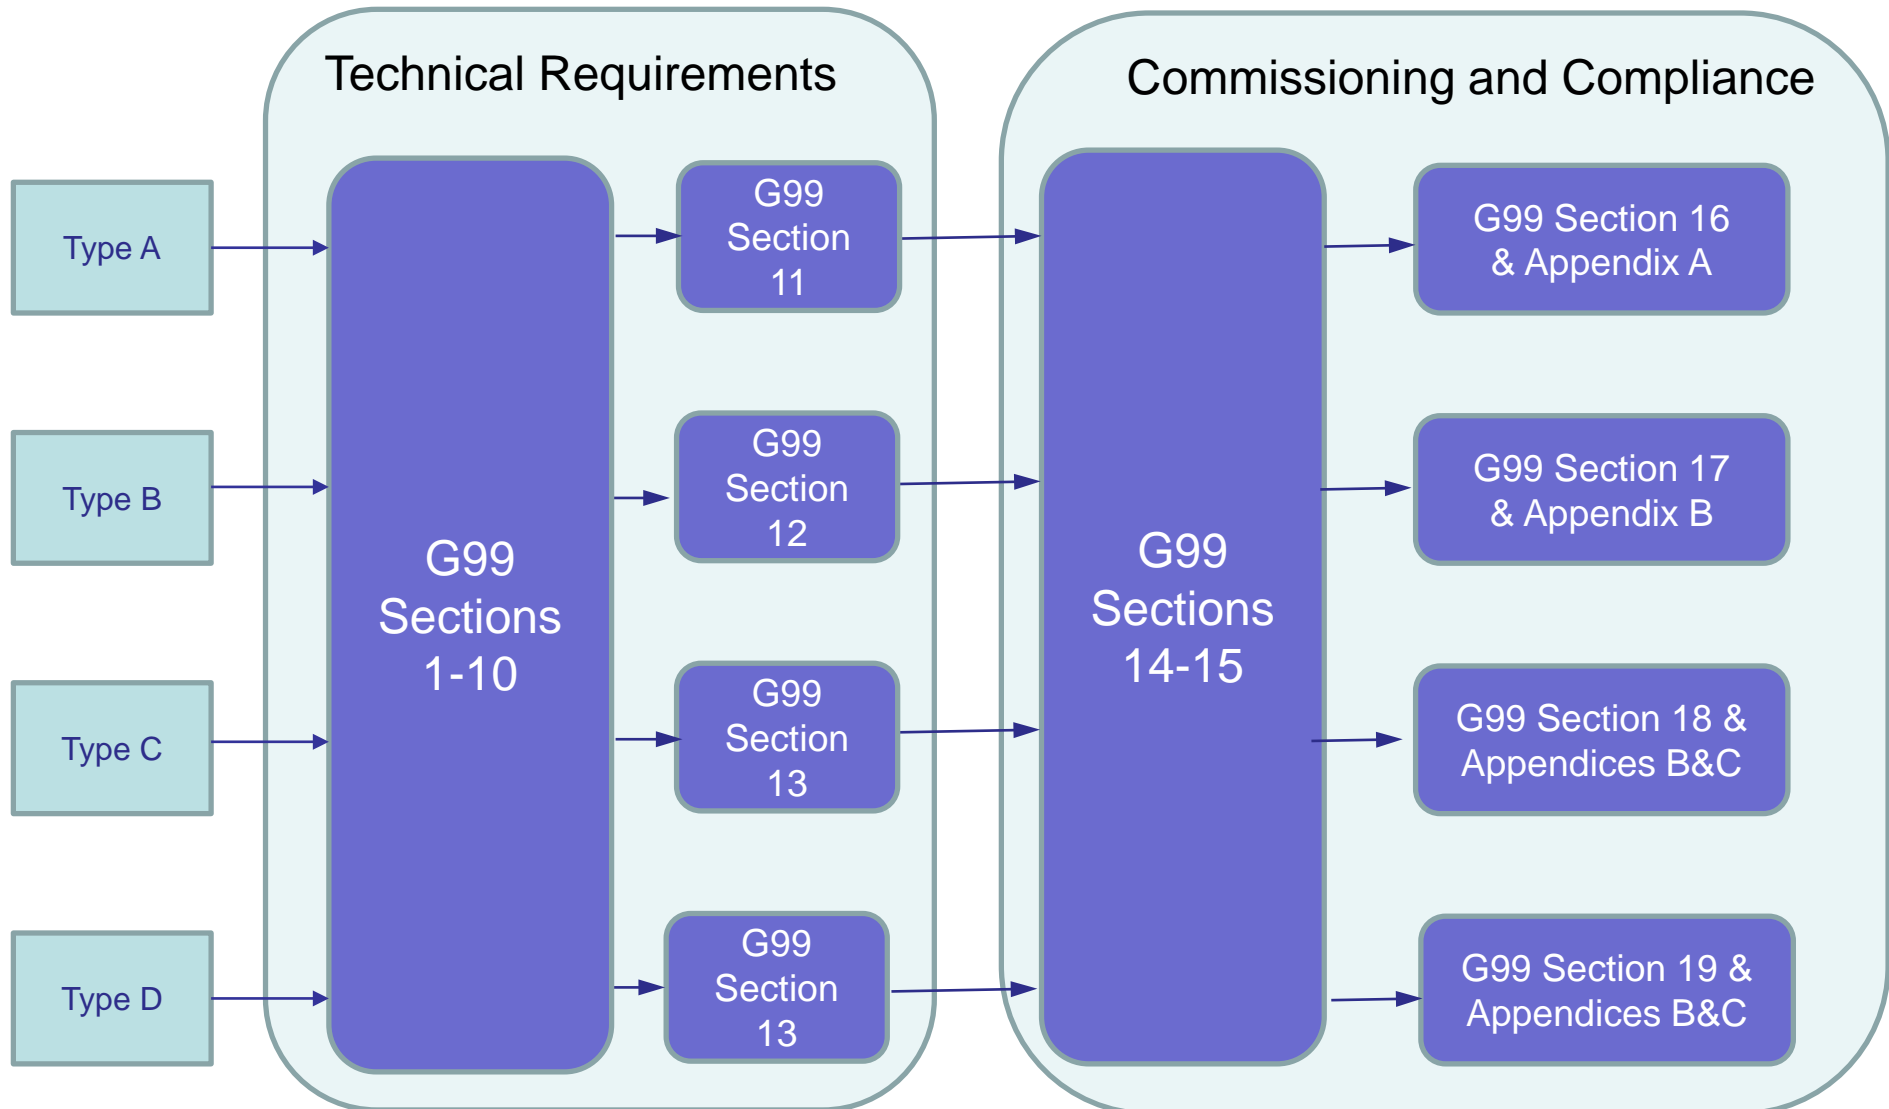 Technical Requirements
Commissioning and Compliance
Type A
Type B
Type C
Type D
G99
Sections
1-10
G99
Section
11
G99
Section
12
G99
Section
13
G99
Section
13
G99
Sections
14-15
G99 Section 16
& Appendix A
G99 Section 17
& Appendix B
G99 Section 18 &
Appendices B&C
G99 Section 19 &
Appendices B&C